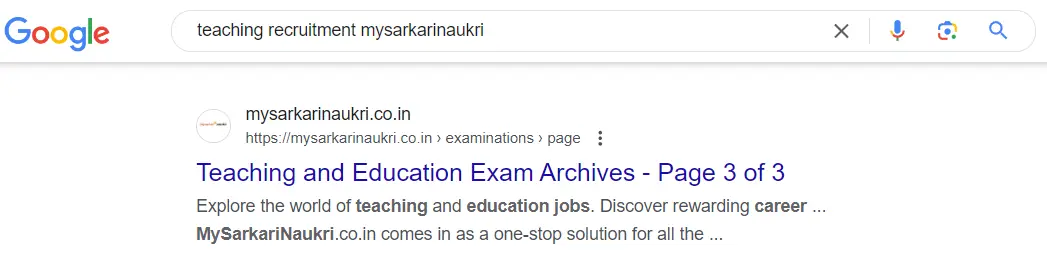 Google
teaching recruitment mysarkarinaukri
mysarkarinaukri.co.in
https://mysarkarinaukri.co.in › examinations › page
Teaching and Education Exam Archives - Page 3 of 3
Explore the world of teaching and education jobs. Discover rewarding career ...
MySarkariNaukri.co.in comes in as a one-stop solution for all the ...